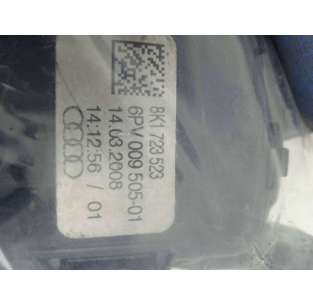 8K1 723 523
6PV 009 505-01
14.03.2008
14:12:56 / 01